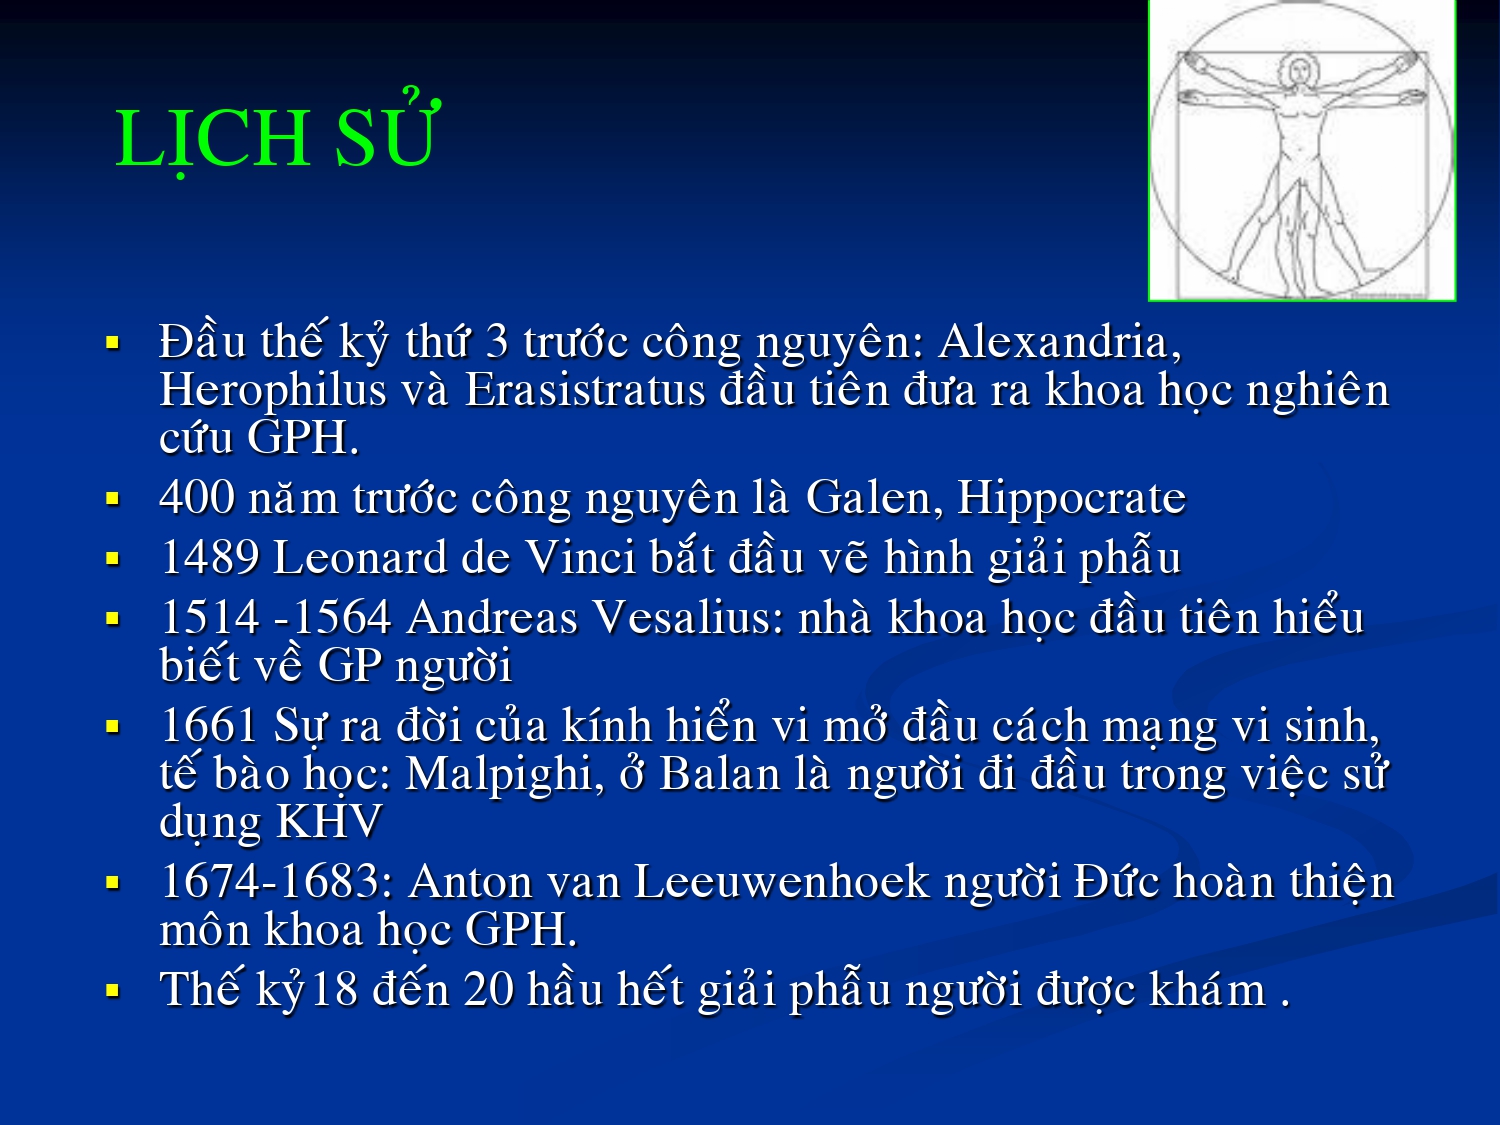 LỊCH SỬ
Đầu thế kỷ thứ 3 trước công nguyên: Alexandria,
Herophilus và Erasistratus đầu tiên đưa ra khoa học nghiên
cứu GPH.
400 năm trước công nguyên là Galen, Hippocrate
1489 Leonard de Vinci bắt đầu vẽ hình giải phẫu
1514 -1564 Andreas Vesalius: nhà khoa học đầu tiên hiểu
biết về GP người
1661 Sự ra đời của kính hiển vi mở đầu cách mạng vi sinh,
tế bào học: Malpighi, ở Balan là người đi đầu trong việc sử
dụng KHV
1674-1683: Anton van Leeuwenhoek người Đức hoàn thiện
môn khoa học GPH.
Thế kỷ18 đến 20 hầu hết giải phẫu người được khám .